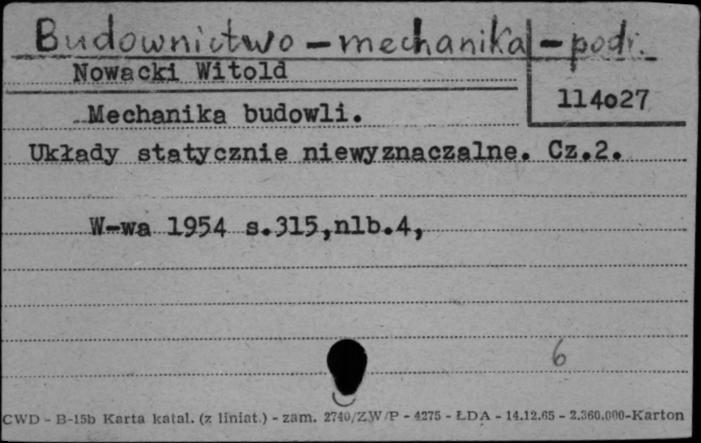 Budownictwo – mechanika – podr.
Nowacki Witold
114027
Mechanika budowli.
Układy statycznie niewyznaczalne. Cz.2.
W-wa 1954 s.315,nlb.4,
6
CWD - B-15b Karta katal. (z liniat.) - zam. 2740/ZW/P - 4275 - ŁDA - 14.12.65 - 2.360.000-Karton